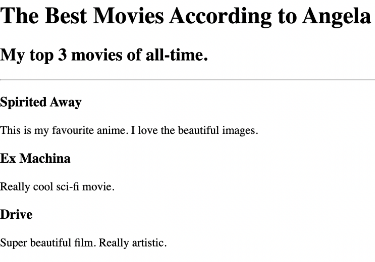 The Best Movies According to Angela
My top 3 movies of all-time.
Spirited Away
This is my favourite anime. I love the beautiful images.
Ex Machina
Really cool sci-fi movie.
Drive
Super beautiful film. Really artistic.